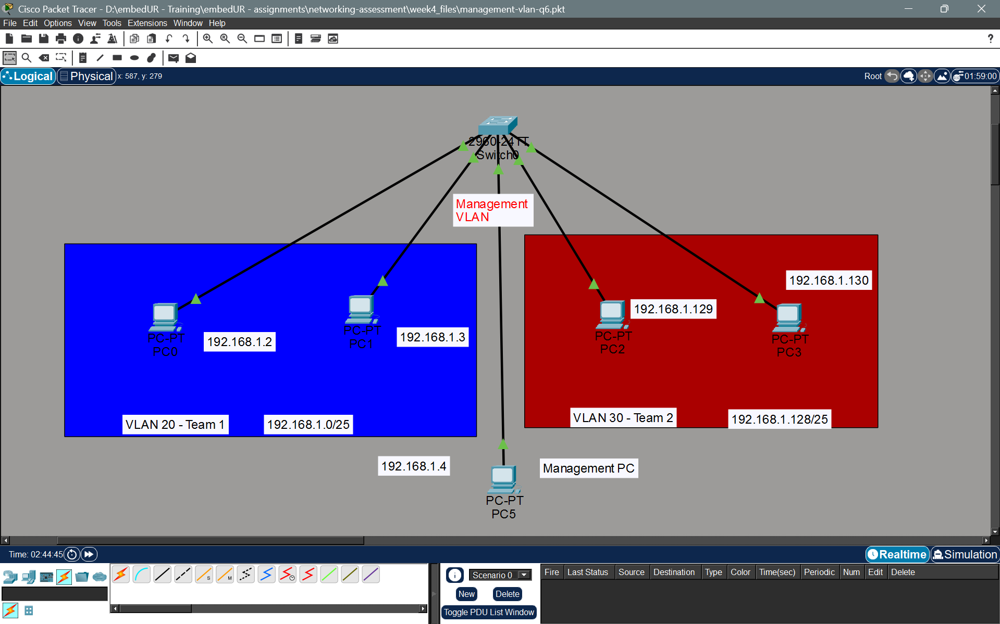 Cisco Packet Tracer - D:\embedUR - Training\embedUR - assignments\networking-assessment\week4_files\management-vlan-q6.pkt
File Edit Options View Tools Extensions Window Help
?
Logical Physical x: 587, y: 279 Root 01:59:00
2960-24TT
Switch0
Management
VLAN
192.168.1.130
192.168.1.129
PC-PT
PC0
192.168.1.2
PC-PT
PC1
192.168.1.3
PC-PT
PC2
PC-PT
PC3
VLAN 20 - Team 1
192.168.1.0/25
VLAN 30 - Team 2
192.168.1.128/25
192.168.1.4
Management PC
PC-PT
PC5
Time: 02:44:45
Realtime Simulation
S
M
Scenario 0
New Delete
Toggle PDU List Window
Fire Last Status Source Destination Type Color Time(sec) Periodic Num Edit Delete